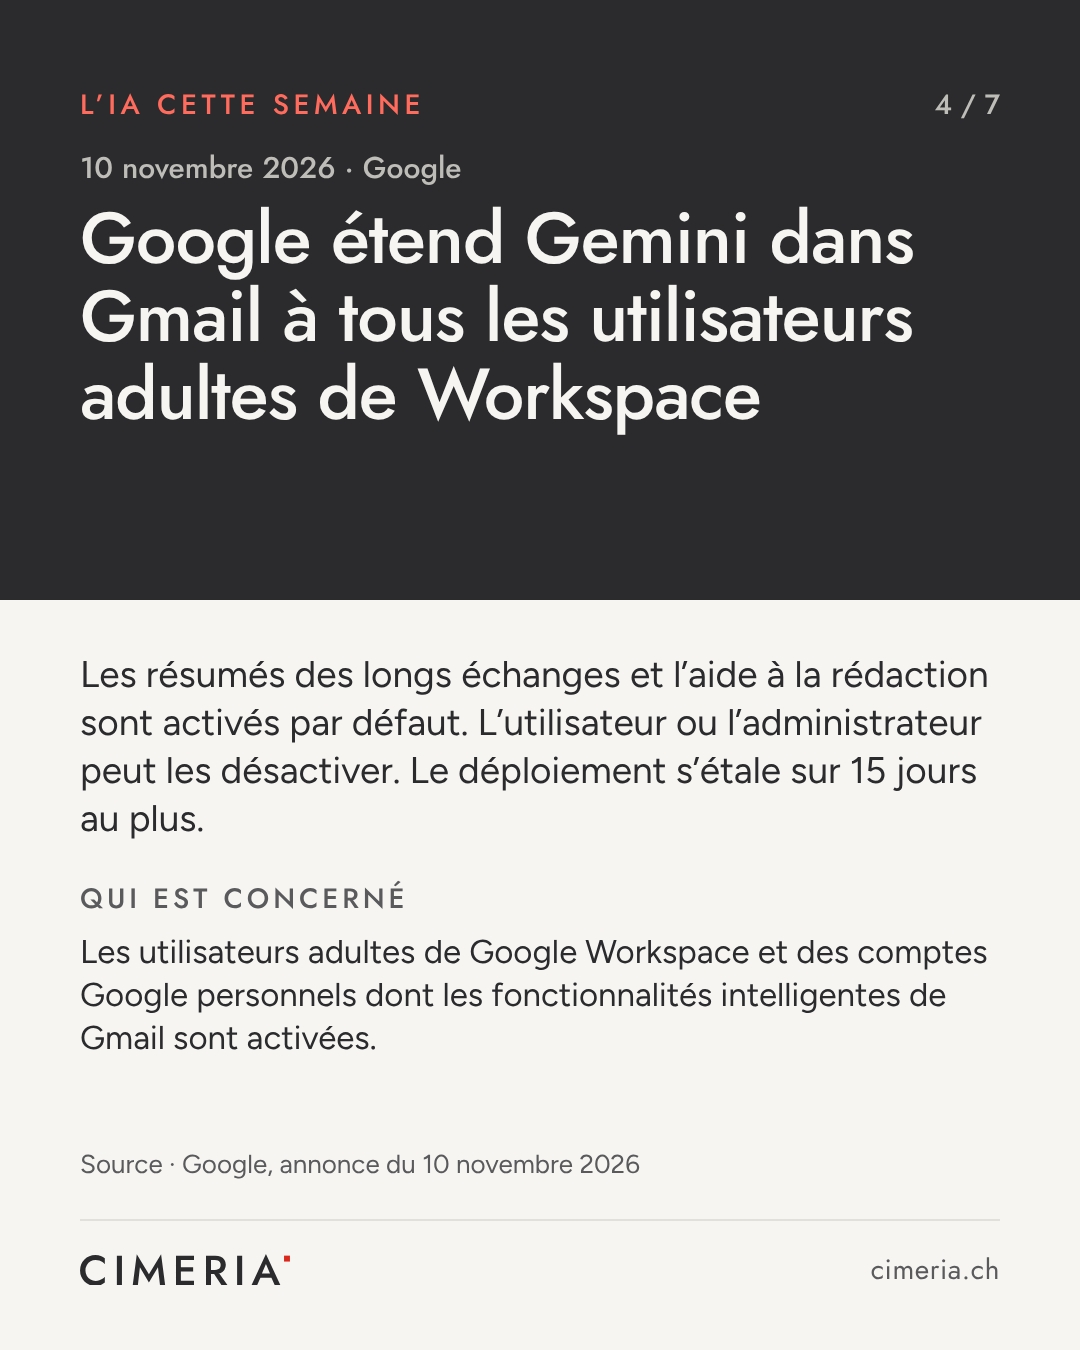 L’IA CETTE SEMAINE
4 / 7
10 novembre 2026 · Google
Google étend Gemini dans
Gmail à tous les utilisateurs
adultes de Workspace
Les résumés des longs échanges et l’aide à la rédaction
sont activés par défaut. L’utilisateur ou l’administrateur
peut les désactiver. Le déploiement s’étale sur 15 jours
au plus.
QUI EST CONCERNÉ
Les utilisateurs adultes de Google Workspace et des comptes
Google personnels dont les fonctionnalités intelligentes de
Gmail sont activées.
Source · Google, annonce du 10 novembre 2026
CIMERIA
cimeria.ch